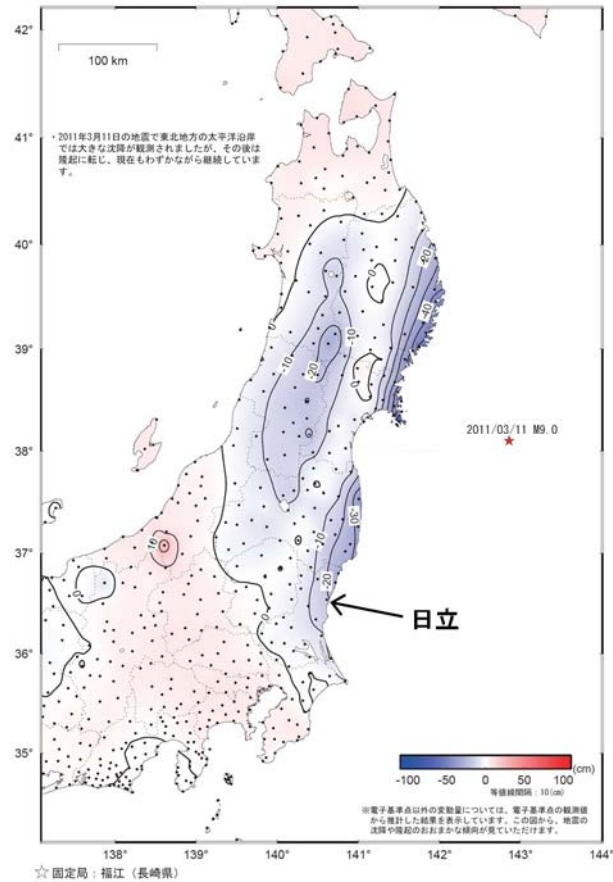 42°
100 km
・2011年3月11日の地震で東北地方の太平洋沿岸
では大きな沈降が観測されましたが、その後は
隆起に転じ、現在もわずかながら継続していま
す。
41°
40°
-20
0
0
-10
-40
-10
39°
-20
0
2011/03/11 M9.0
38°
-30
10
-10
37°
0
-20
日立
0
36°
35°
(cm)
-100 -50 0 50 100
等値線間隔：10(cm)
※電子基準点以外の変動量については、電子基準点の観測値
から推計した結果を表示しています。この図から、地震の
沈降や隆起のおおまかな傾向が見ていただけます。
138° 139° 140° 141° 142° 143° 144°
☆ 固定局：福江（長崎県）